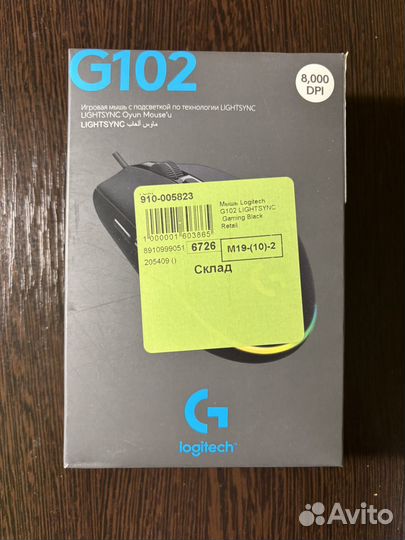 G102
8,000
DPI
Игровая мышь с подсветкой по технологии LIGHTSYNC
LIGHTSYNC Oyun Mouse'u
ماوس ألعاب LIGHTSYNC
910-005823
Мышь Logitech
G102 LIGHTSYNC
Gaming Black
Retail
1000001603865
8910999051
6726
M19-(10)-2
205409 ()
Склад
G
logitech
Avito